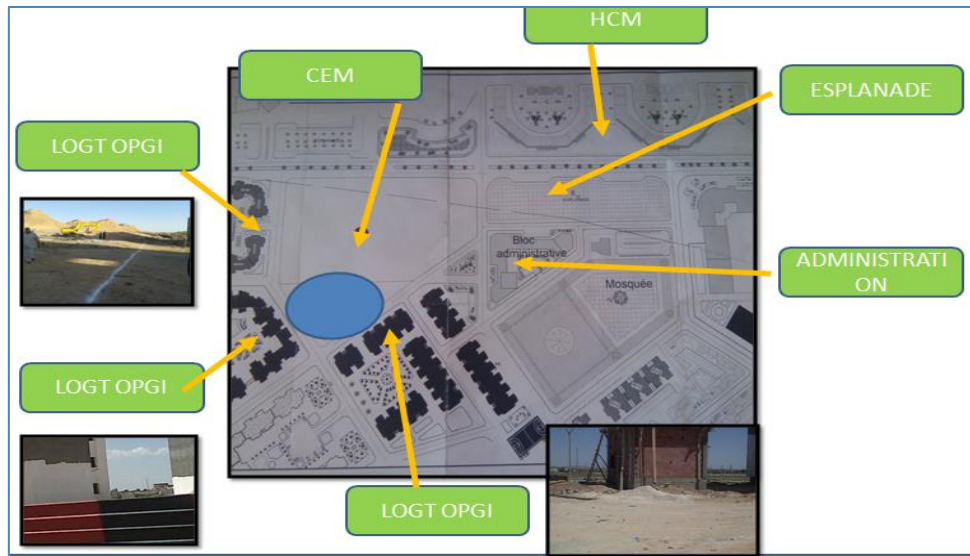 HCM
CEM
ESPLANADE
LOGT OPGI
Bloc
administrative
ADMINISTRATI
ON
Mosquée
LOGT OPGI
LOGT OPGI